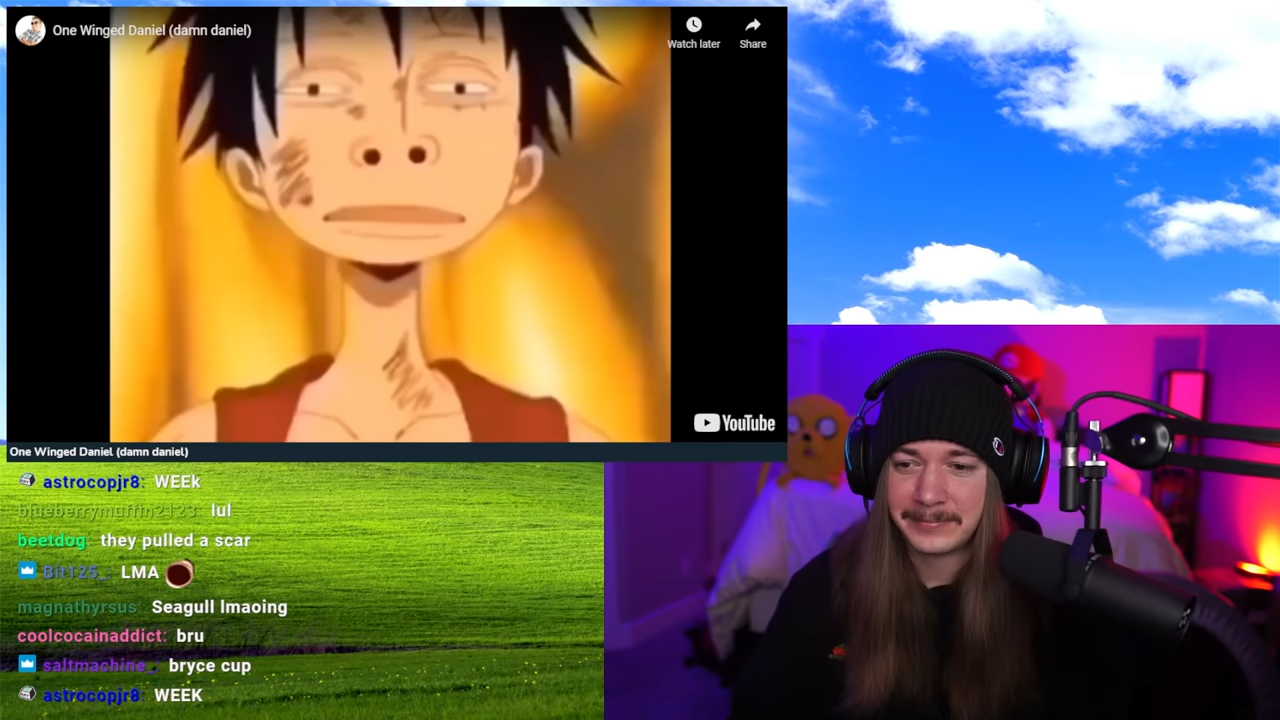 One Winged Daniel (damn daniel)
Watch later
Share
YouTube
One Winged Daniel (damn daniel)
astrocopjr8: WEEk
blueberrymuffin2123: lul
beetdog: they pulled a scar
Bit125_: LMA
magnathyrsus: Seagull lmaoing
coolcocainaddict: bru
saltmachine_: bryce cup
astrocopjr8: WEEK